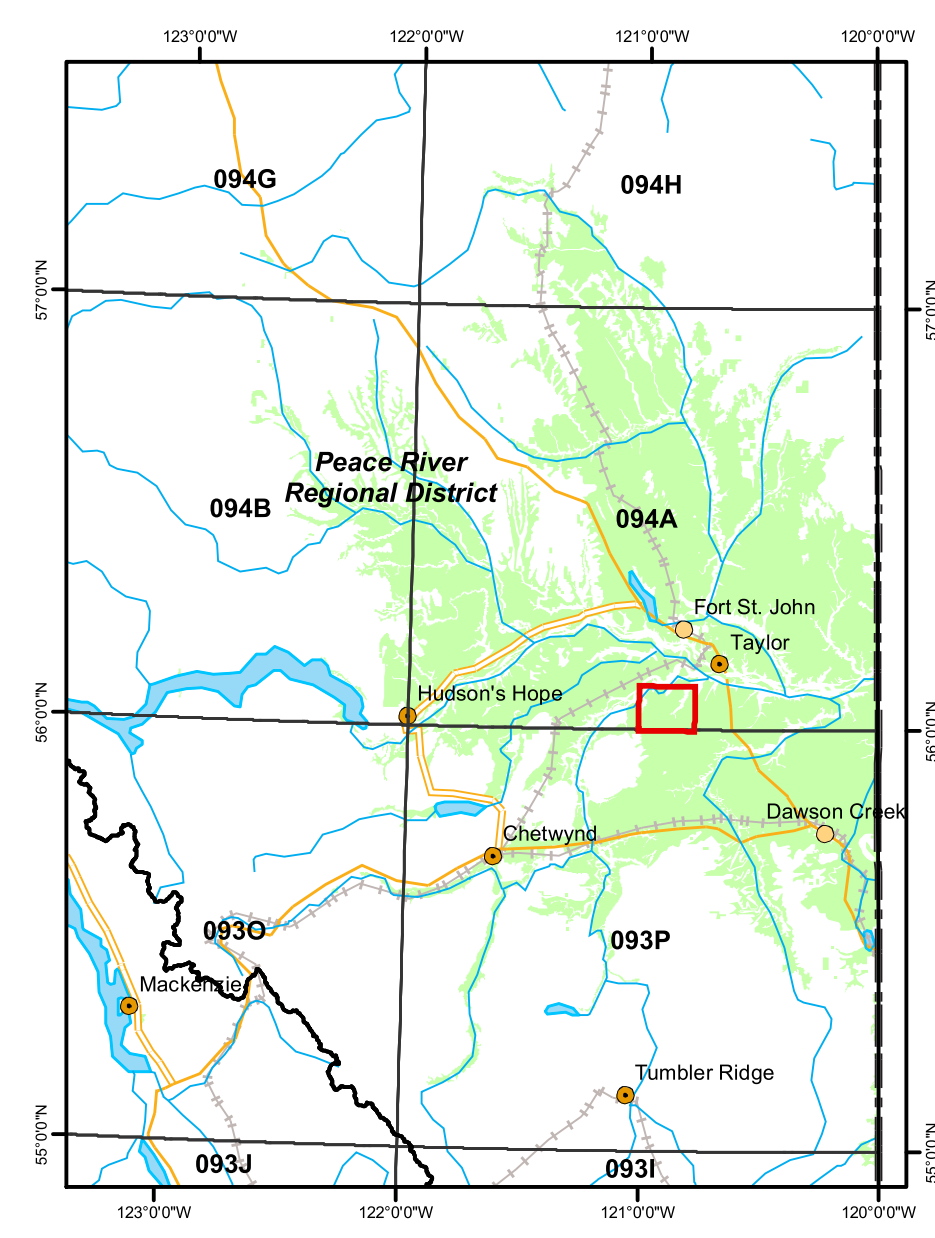 123°0'0"W
122°0'0"W
121°0'0"W
120°0'0"W
094G
094H
57°0'0"N
57°0'0"N
Peace River
Regional District
094B
094A
Fort St. John
Taylor
Hudson's Hope
56°0'0"N
56°0'0"N
Dawson Creek
Chetwynd
093O
093P
Mackenzie
Tumbler Ridge
55°0'0"N
55°0'0"N
093J
093I
123°0'0"W
122°0'0"W
121°0'0"W
120°0'0"W